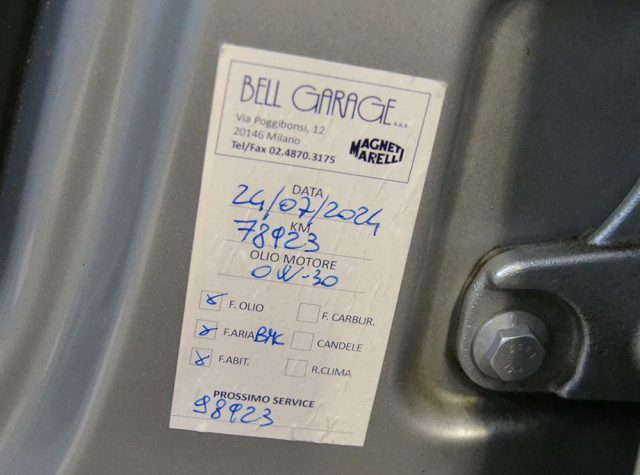 BELL GARAGE s.a.s.
Via Poggibonsi, 12
20146 Milano
Tel/Fax 02.4870.3175
MAGNETI
MARELLI
DATA
24/07/2024
KM
78923
OLIO MOTORE
0W-30
F. OLIO
F. CARBUR.
F.ARIA
CANDELE
F.ABIT.
R.CLIMA
PROSSIMO SERVICE
98923